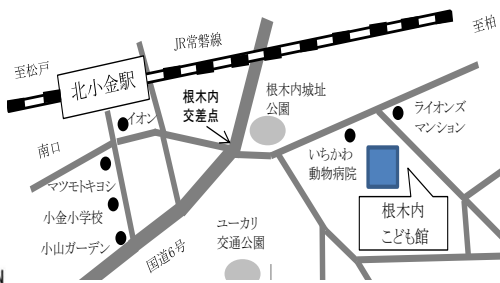 JR常磐線
至柏
至松戸
北小金駅
根木内
交差点
根木内城址
公園
イオン
ライオンズ
マンション
南口
いちかわ
動物病院
マツモトキヨシ
小金小学校
小山ガーデン
根木内
こども館
ユーカリ
交通公園
国道6号